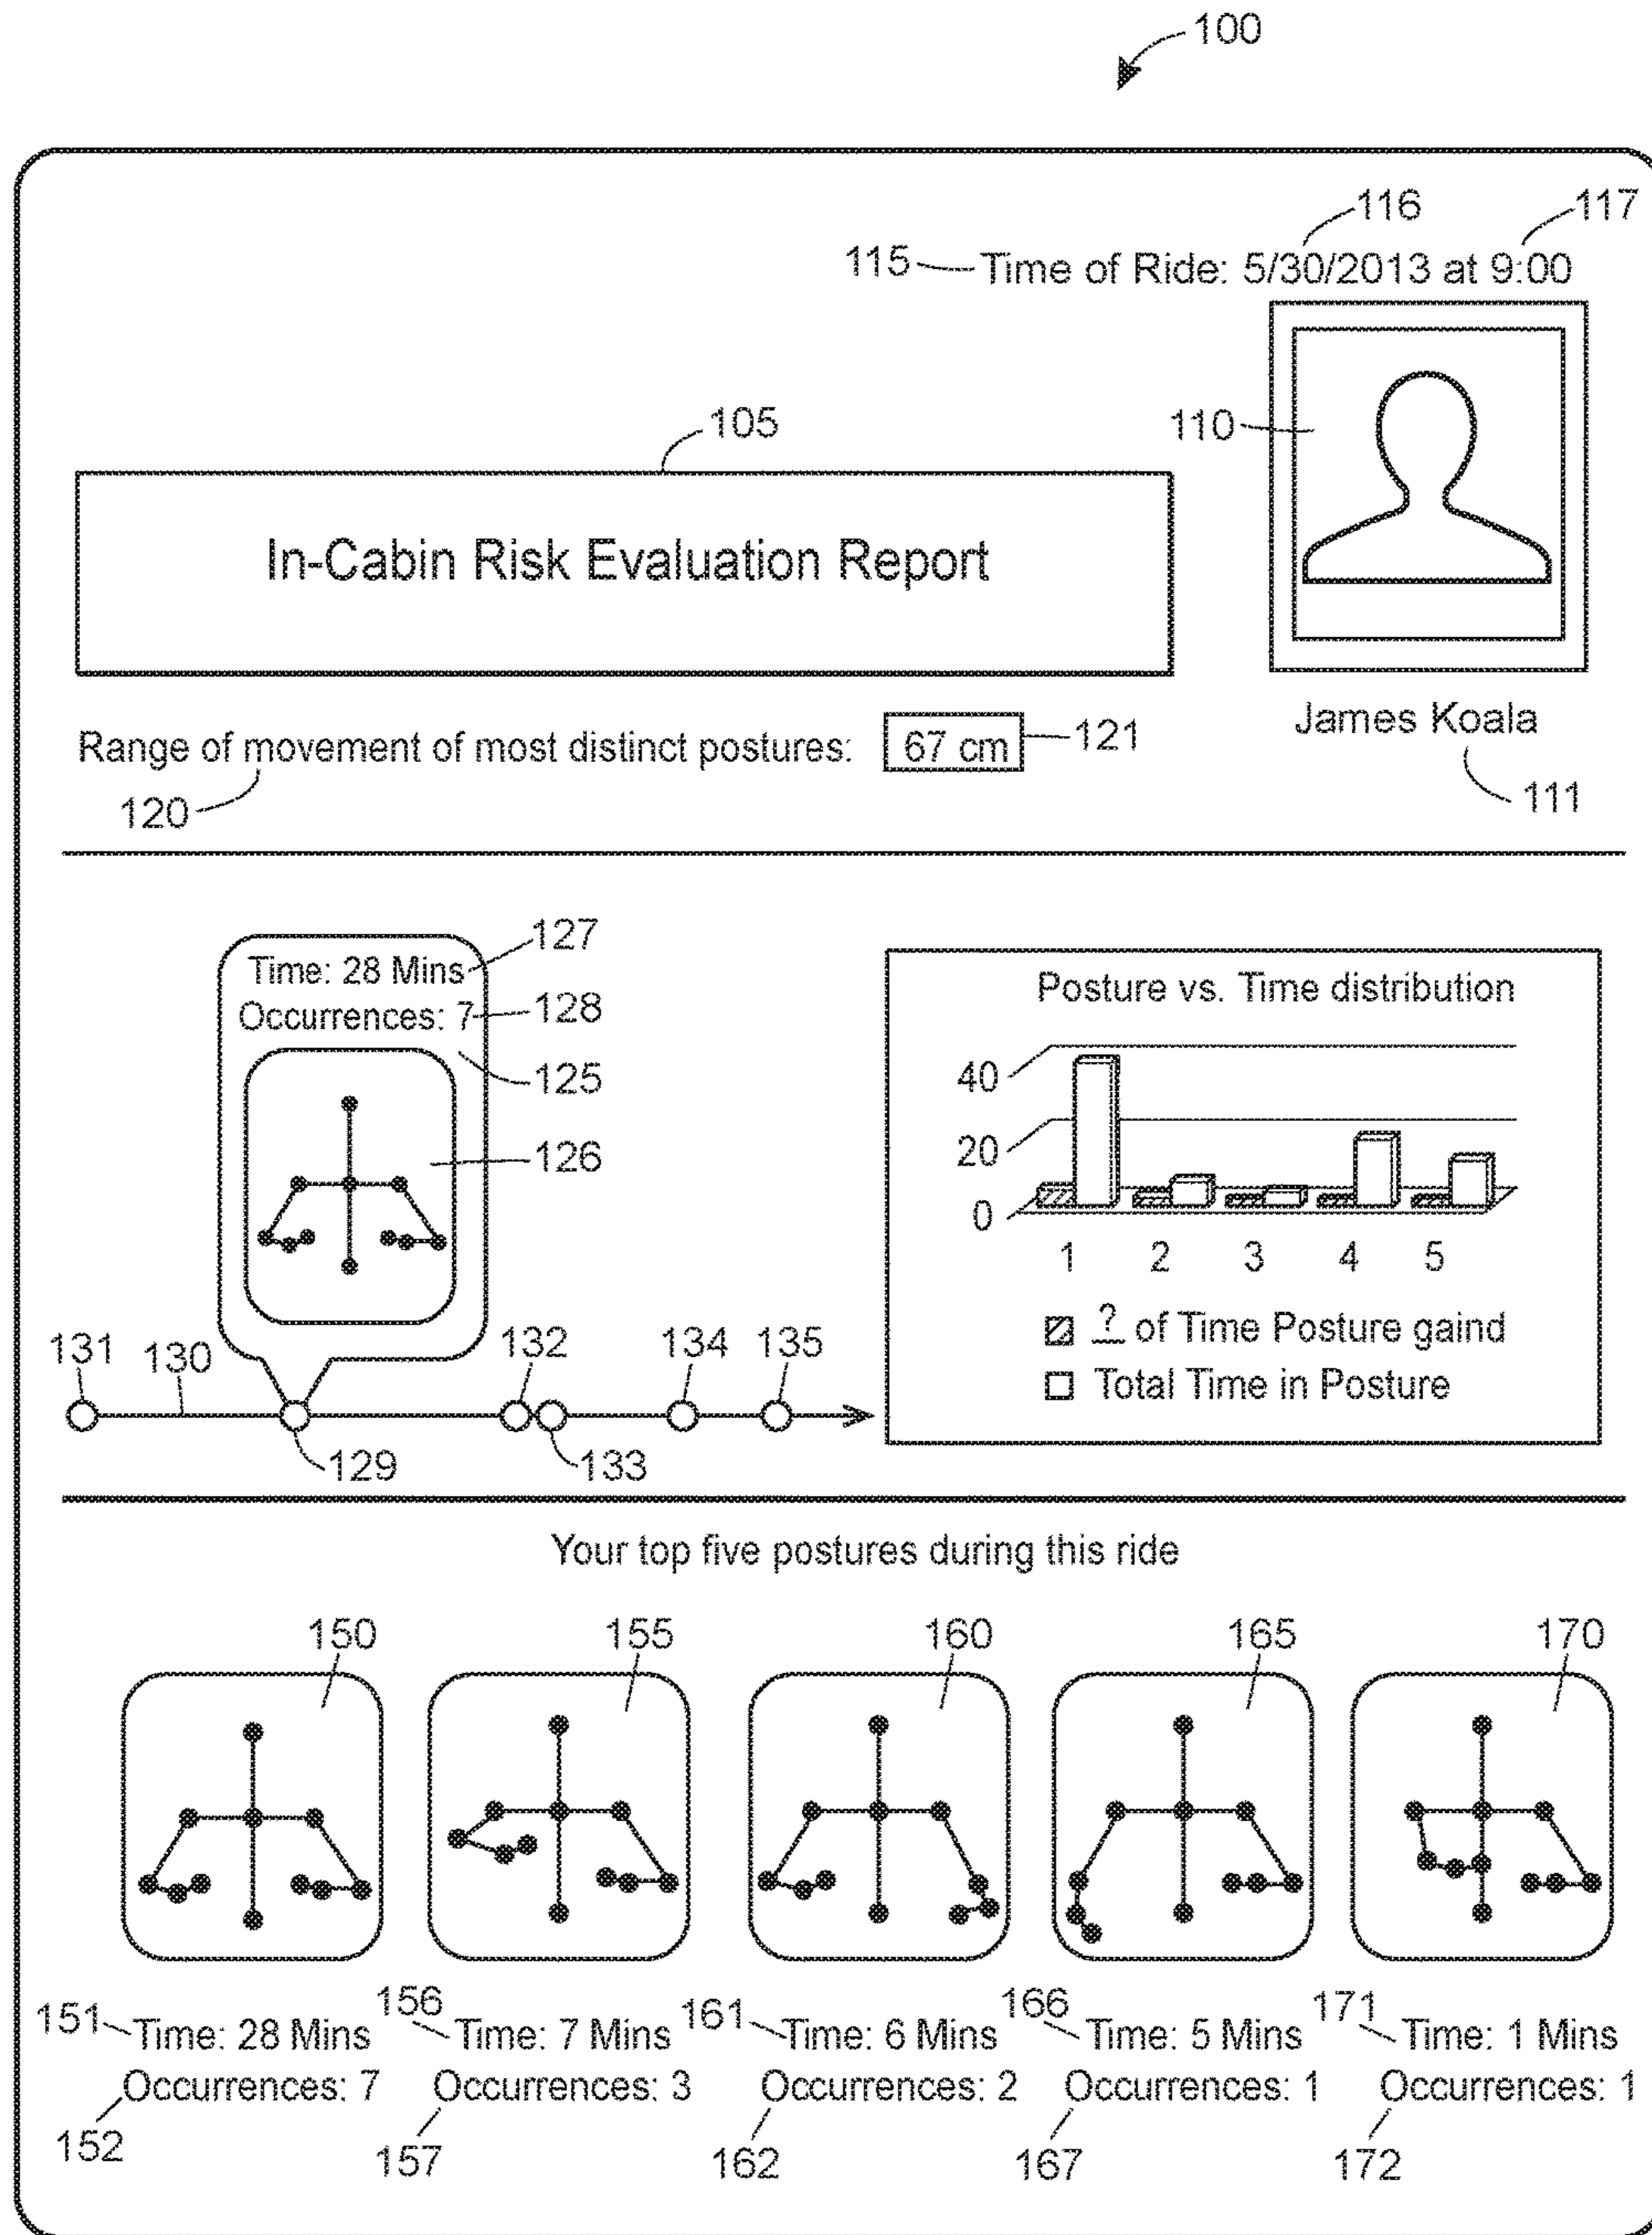 100
116
117
115
Time of Ride: 5/30/2013 at 9:00
105
110
In-Cabin Risk Evaluation Report
James Koala
111
Range of movement of most distinct postures:
67 cm
121
120
127
Time: 28 Mins
Occurrences: 7
128
125
126
131
130
129
132
133
134
135
Posture vs. Time distribution
40
20
0
1 2 3 4 5
? of Time Posture gaind
Total Time in Posture
Your top five postures during this ride
150 155 160 165 170
151 156 161 166 171
Time: 28 Mins Time: 7 Mins Time: 6 Mins Time: 5 Mins Time: 1 Mins
Occurrences: 7 Occurrences: 3 Occurrences: 2 Occurrences: 1 Occurrences: 1
152 157 162 167 172